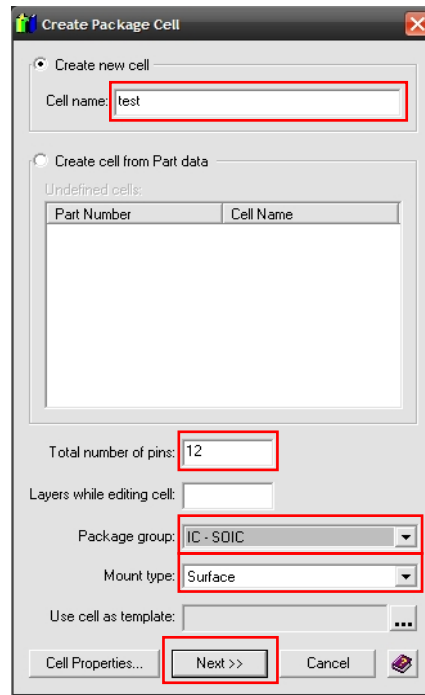 Create Package Cell
Create new cell
Cell name: test
Create cell from Part data
Undefined cells:
Part Number Cell Name
Total number of pins: 12
Layers while editing cell:
Package group: IC - SOIC
Mount type: Surface
Use cell as template: ...
Cell Properties... Next >> Cancel